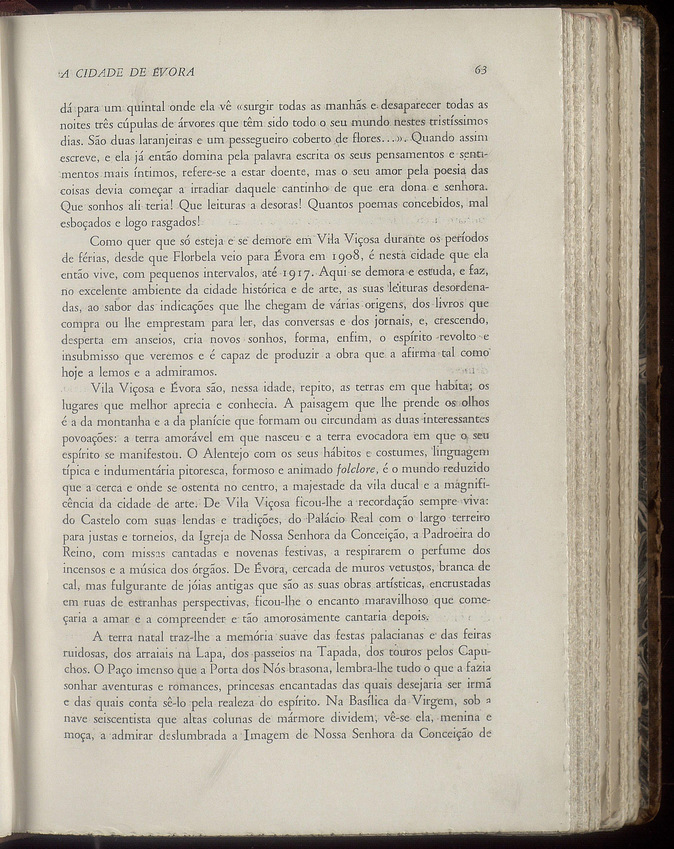 A CIDADE DE ÉVORA 63
dá para um quintal onde ela vê «surgir todas as manhãs e desaparecer todas as
noites três cúpulas de árvores que têm sido todo o seu mundo nestes tristíssimos
dias. São duas laranjeiras e um pessegueiro coberto de flores...». Quando assim
escreve, e ela já então domina pela palavra escrita os seus pensamentos e senti-
mentos mais íntimos, refere-se a estar doente, mas o seu amor pela poesia das
coisas devia começar a irradiar daquele cantinho de que era dona e senhora.
Que sonhos ali teria! Que leituras a desoras! Quantos poemas concebidos, mal
esboçados e logo rasgados!
Como quer que só esteja e se demore em Vila Viçosa durante os períodos
de férias, desde que Florbela veio para Évora em 1908, é nesta cidade que ela
então vive, com pequenos intervalos, até 1917. Aqui se demora e estuda, e faz,
no excelente ambiente da cidade histórica e de arte, as suas leituras desordena-
das, ao sabor das indicações que lhe chegam de várias origens, dos livros que
compra ou lhe emprestam para ler, das conversas e dos jornais, e, crescendo,
desperta em anseios, cria novos sonhos, forma, enfim, o espírito revolto e
insubmisso que veremos e é capaz de produzir a obra que a afirma tal como
hoje a lemos e a admiramos.
Vila Viçosa e Évora são, nessa idade, repito, as terras em que habita; os
lugares que melhor aprecia e conhecia. A paisagem que lhe prende os olhos
é a da montanha e a da planície que formam ou circundam as duas interessantes
povoações: a terra amorável em que nasceu e a terra evocadora em que o seu
espírito se manifestou. O Alentejo com os seus hábitos e costumes, linguagem
típica e indumentária pitoresca, formoso e animado folclore, é o mundo reduzido
que a cerca e onde se ostenta no centro, a majestade da vila ducal e a magnifi-
cência da cidade de arte. De Vila Viçosa ficou-lhe a recordação sempre viva:
do Castelo com suas lendas e tradições, do Palácio Real com o largo terreiro
para justas e torneios, da Igreja de Nossa Senhora da Conceição, a Padroeira do
Reino, com missas cantadas e novenas festivas, a respirarem o perfume dos
incensos e a música dos órgãos. De Évora, cercada de muros vetustos, branca de
cal, mas fulgurante de jóias antigas que são as suas obras artísticas, encrustadas
em ruas de estranhas perspectivas, ficou-lhe o encanto maravilhoso que come-
çaria a amar e a compreender e tão amorosamente cantaria depois.
A terra natal traz-lhe a memória suave das festas palacianas e das feiras
ruidosas, dos arraiais na Lapa, dos passeios na Tapada, dos touros pelos Capu-
chos. O Paço imenso que a Porta dos Nós brasona, lembra-lhe tudo o que a fazia
sonhar aventuras e romances, princesas encantadas das quais desejaria ser irmã
e das quais conta sê-lo pela realeza do espírito. Na Basílica da Virgem, sob a
nave seiscentista que altas colunas de mármore dividem, vê-se ela, menina e
moça, a admirar deslumbrada a Imagem de Nossa Senhora da Conceição de